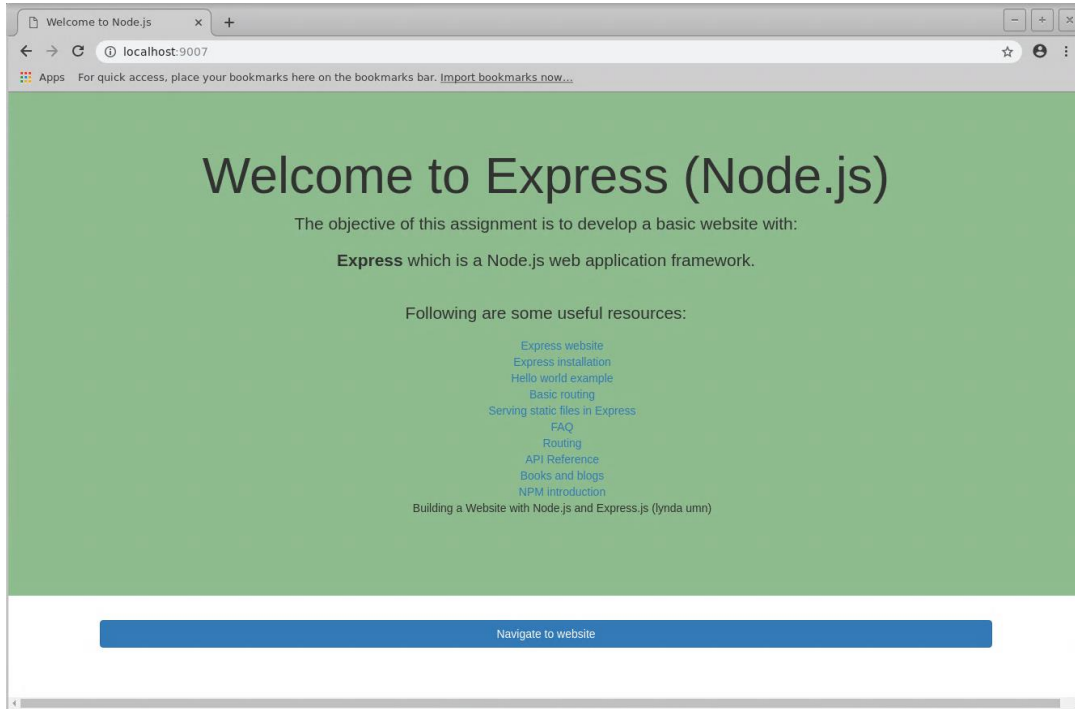 Welcome to Node.js
localhost:9007
Apps For quick access, place your bookmarks here on the bookmarks bar. Import bookmarks now...
Welcome to Express (Node.js)
The objective of this assignment is to develop a basic website with:
Express which is a Node.js web application framework.
Following are some useful resources:
Express website
Express installation
Hello world example
Basic routing
Serving static files in Express
FAQ
Routing
API Reference
Books and blogs
NPM introduction
Building a Website with Node.js and Express.js (lynda umn)
Navigate to website